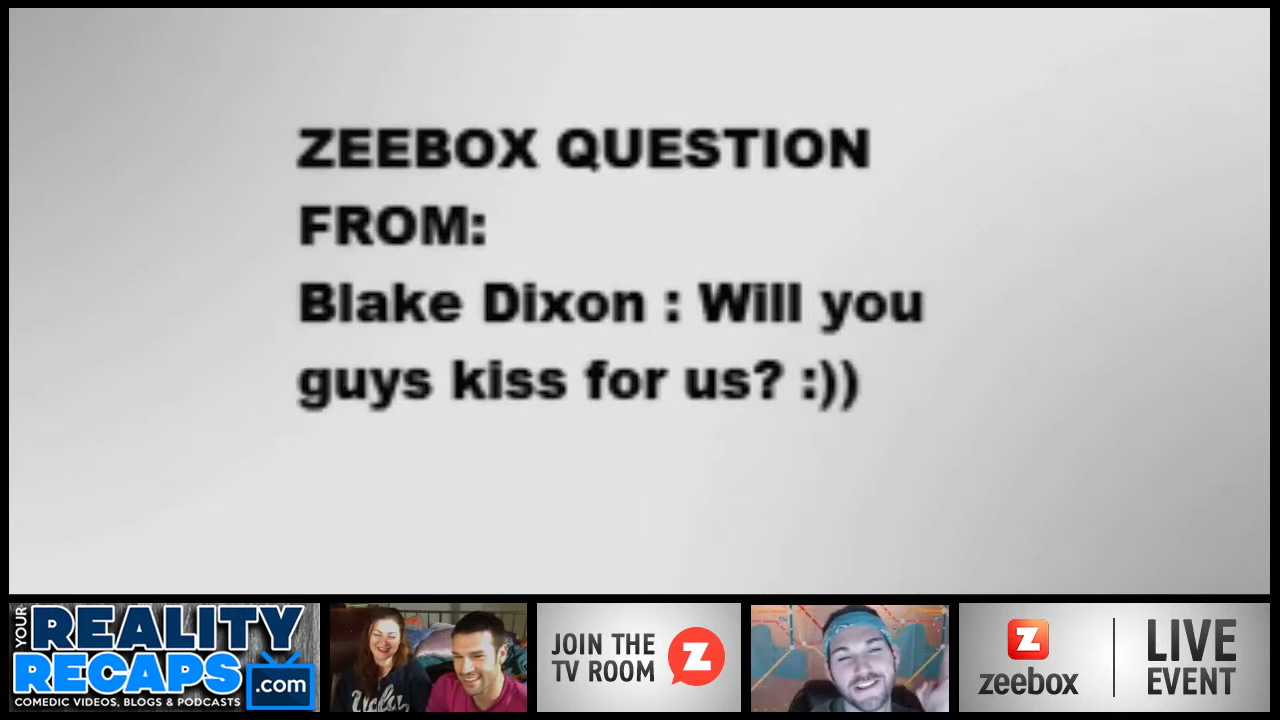 ZEEBOX QUESTION
FROM:
Blake Dixon : Will you
guys kiss for us? :))
YOUR
REALITY
RECAPS
.com
COMEDIC VIDEOS, BLOGS & PODCASTS
JOIN THE
TV ROOM
z
z
zeebox
LIVE
EVENT